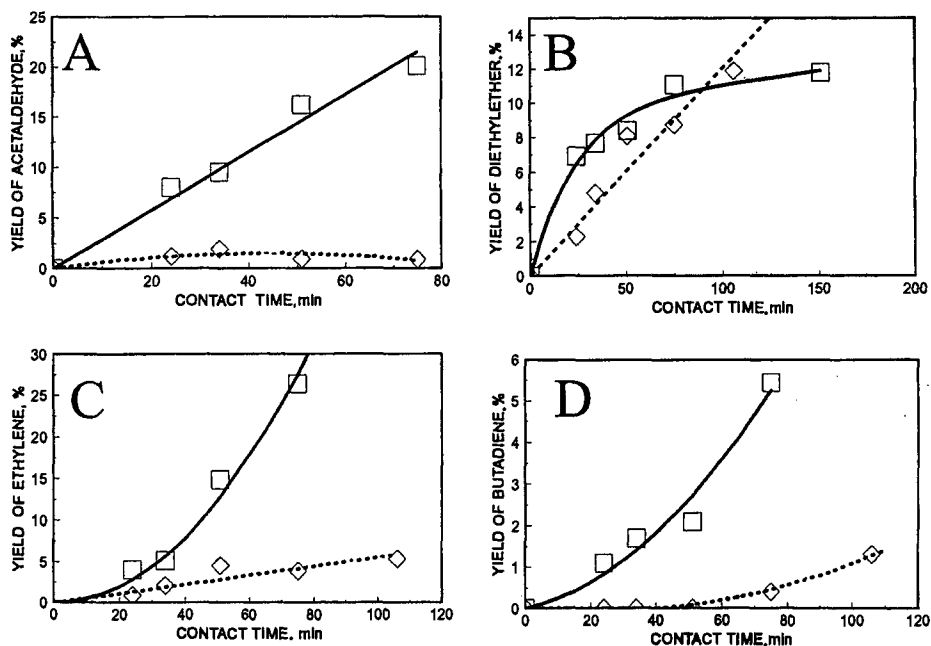 A
YIELD OF ACETALDEHYDE, %
25
20
15
10
5
0
0 20 40 60 80
CONTACT TIME,min
B
YIELD OF DIETHYLETHER,%
14
12
10
8
6
4
2
0
0 50 100 150 200
CONTACT TIME,min
C
YIELD OF ETHYLENE, %
30
25
20
15
10
5
0
0 20 40 60 80 100 120
CONTACT TIME, min
D
YIELD OF BUTADIENE,%
6
5
4
3
2
1
0
0 20 40 60 80 100 120
CONTACT TIME,min